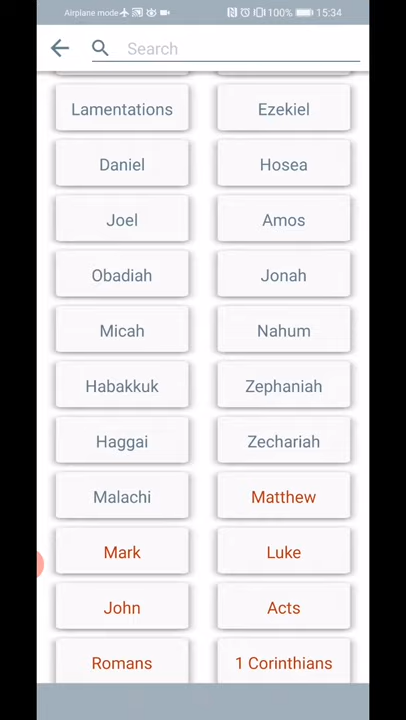 Airplane mode 100% 15:34
Search
Lamentations Ezekiel
Daniel Hosea
Joel Amos
Obadiah Jonah
Micah Nahum
Habakkuk Zephaniah
Haggai Zechariah
Malachi Matthew
Mark Luke
John Acts
Romans 1 Corinthians